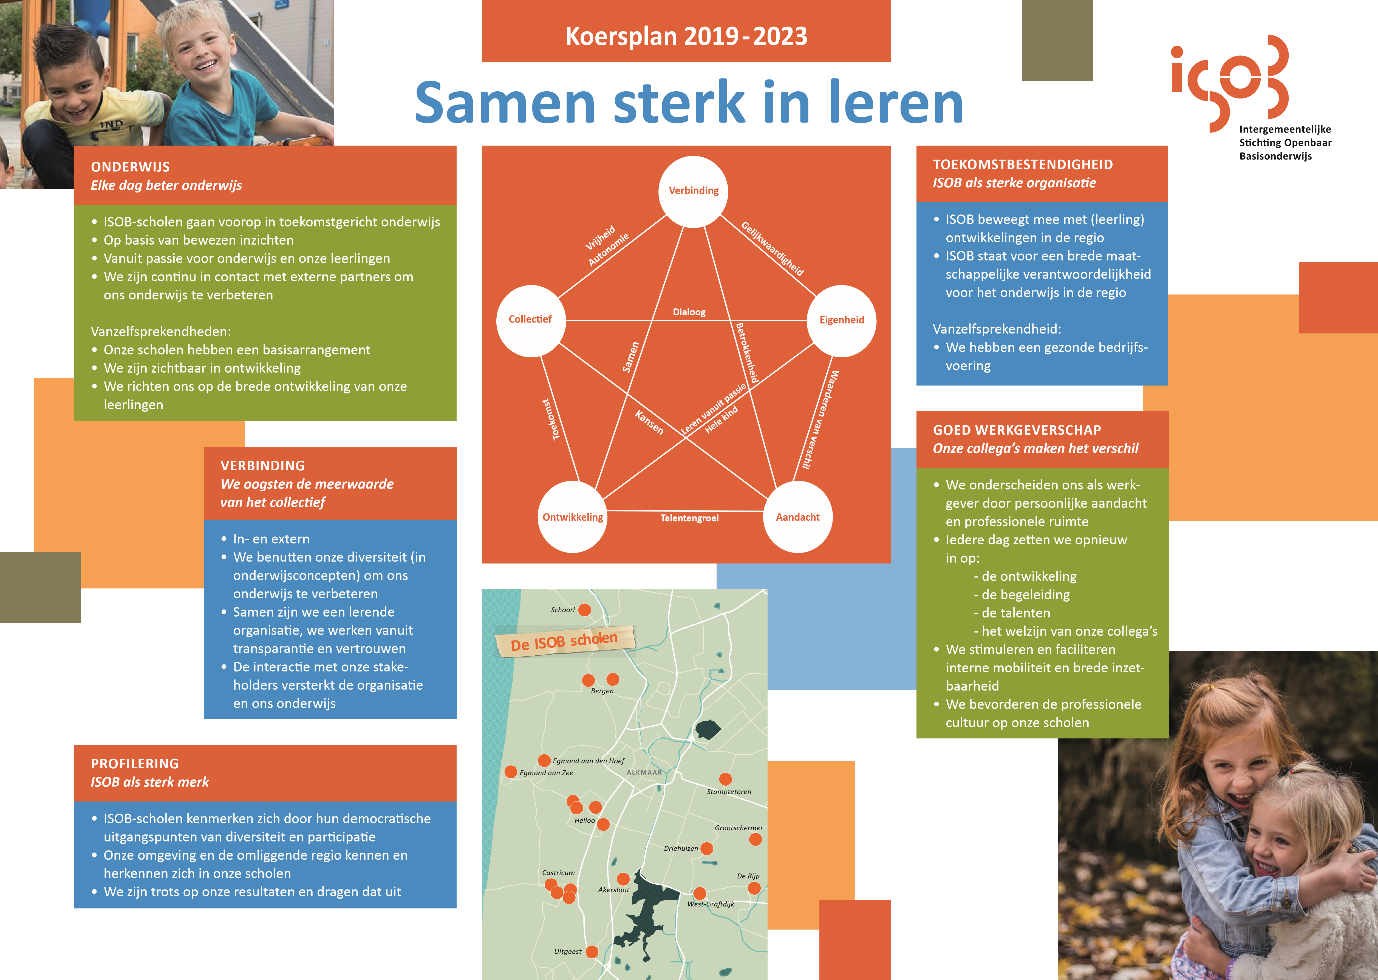 Koersplan 2019-2023
Samen sterk in leren
isoB
Intergemeentelijke
Stichting Openbaar
Basisonderwijs
ONDERWIJS
Elke dag beter onderwijs
• ISOB-scholen gaan voorop in toekomstgericht onderwijs
• Op basis van bewezen inzichten
• Vanuit passie voor onderwijs en onze leerlingen
• We zijn continu in contact met externe partners om
ons onderwijs te verbeteren
Vanzelfsprekendheden:
• Onze scholen hebben een basisarrangement
• We zijn zichtbaar in ontwikkeling
• We richten ons op de brede ontwikkeling van onze
leerlingen
VERBINDING
We oogsten de meerwaarde
van het collectief
• In- en extern
• We benutten onze diversiteit (in
onderwijsconcepten) om ons
onderwijs te verbeteren
• Samen zijn we een lerende
organisatie, we werken vanuit
transparantie en vertrouwen
• De interactie met onze stake-
holders versterkt de organisatie
en ons onderwijs
PROFILERING
ISOB als sterk merk
• ISOB-scholen kenmerken zich door hun democratische
uitgangspunten van diversiteit en participatie
• Onze omgeving en de omliggende regio kennen en
herkennen zich in onze scholen
• We zijn trots op onze resultaten en dragen dat uit
Verbinding
Vrijheid
Autonomie
Gelijkwaardigheid
Collectief
Dialoog
Eigenheid
Samen
Betrokkenheid
Toekomst
Kansen
Leren vanuit passie
Hele kind
Waarderen van verschil
Ontwikkeling
Talentengroei
Aandacht
De ISOB scholen
Schoorl
Bergen
Egmond aan den Hoef
Egmond aan Zee
ALKMAAR
Stompetoren
Heiloo
Grootschermer
Driehuizen
Castricum
Akersloot
De Rijp
West-Graftdijk
Uitgeest
TOEKOMSTBESTENDIGHEID
ISOB als sterke organisatie
• ISOB beweegt mee met (leerling)
ontwikkelingen in de regio
• ISOB staat voor een brede maat-
schappelijke verantwoordelijkheid
voor het onderwijs in de regio
Vanzelfsprekendheid:
• We hebben een gezonde bedrijfs-
voering
GOED WERKGEVERSCHAP
Onze collega's maken het verschil
• We onderscheiden ons als werk-
gever door persoonlijke aandacht
en professionele ruimte
• Iedere dag zetten we opnieuw
in op:
- de ontwikkeling
- de begeleiding
- de talenten
- het welzijn van onze collega's
• We stimuleren en faciliteren
interne mobiliteit en brede inzet-
baarheid
• We bevorderen de professionele
cultuur op onze scholen